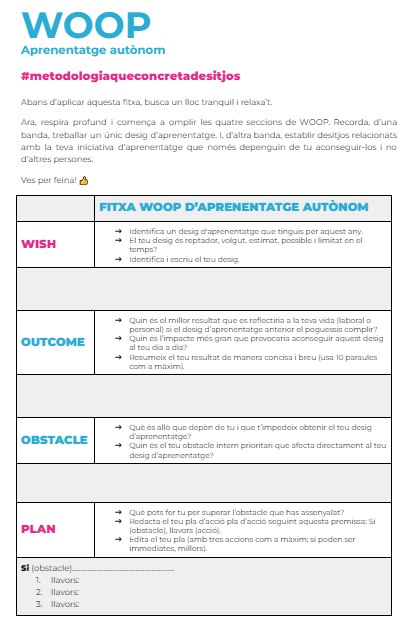 WOOP
Aprenentatge autònom
#metodologiaqueconcretadesitjos
Abans d'aplicar aquesta fitxa, busca un lloc tranquil i relaxa't.
Ara, respira profund i comença a omplir les quatre seccions de WOOP. Recorda, d'una
banda, treballar un únic desig d'aprenentatge. I, d'altra banda, establir desitjos relacionats
amb la teva iniciativa d'aprenentatge que només depenguin de tu aconseguir-los i no
d'altres persones.
Ves per feina! 👍
FITXA WOOP D'APRENENTATGE AUTÒNOM
WISH
➔ Identifica un desig d'aprenentatge que tinguis per aquest any.
➔ El teu desig és reptador, volgut, estimat, possible i limitat en el
temps?
➔ Identifica i escriu el teu desig.
OUTCOME
➔ Quin és el millor resultat que es reflectiria a la teva vida (laboral o
personal) si el desig d'aprenentatge anterior el poguessis complir?
➔ Quin és l'impacte més gran que provocaria aconseguir aquest desig
al teu dia a dia?
➔ Resumeix el teu resultat de manera concisa i breu (usa 10 paraules
com a màxim).
OBSTACLE
➔ Què és allò que depèn de tu i que t'impedeix obtenir el teu desig
d'aprenentatge?
➔ Quin és el teu obstacle intern prioritari que afecta directament al teu
desig d'aprenentatge?
PLAN
➔ Què pots fer tu per superar l'obstacle que has assenyalat?
➔ Redacta el teu pla d'acció pla d'acció seguint aquesta premissa: Si
(obstacle), llavors (acció).
➔ Edita el teu pla (amb tres accions com a màxim; si poden ser
immediates, millors).
Si (obstacle)..............................................
1. llavors:
2. llavors:
3. llavors: